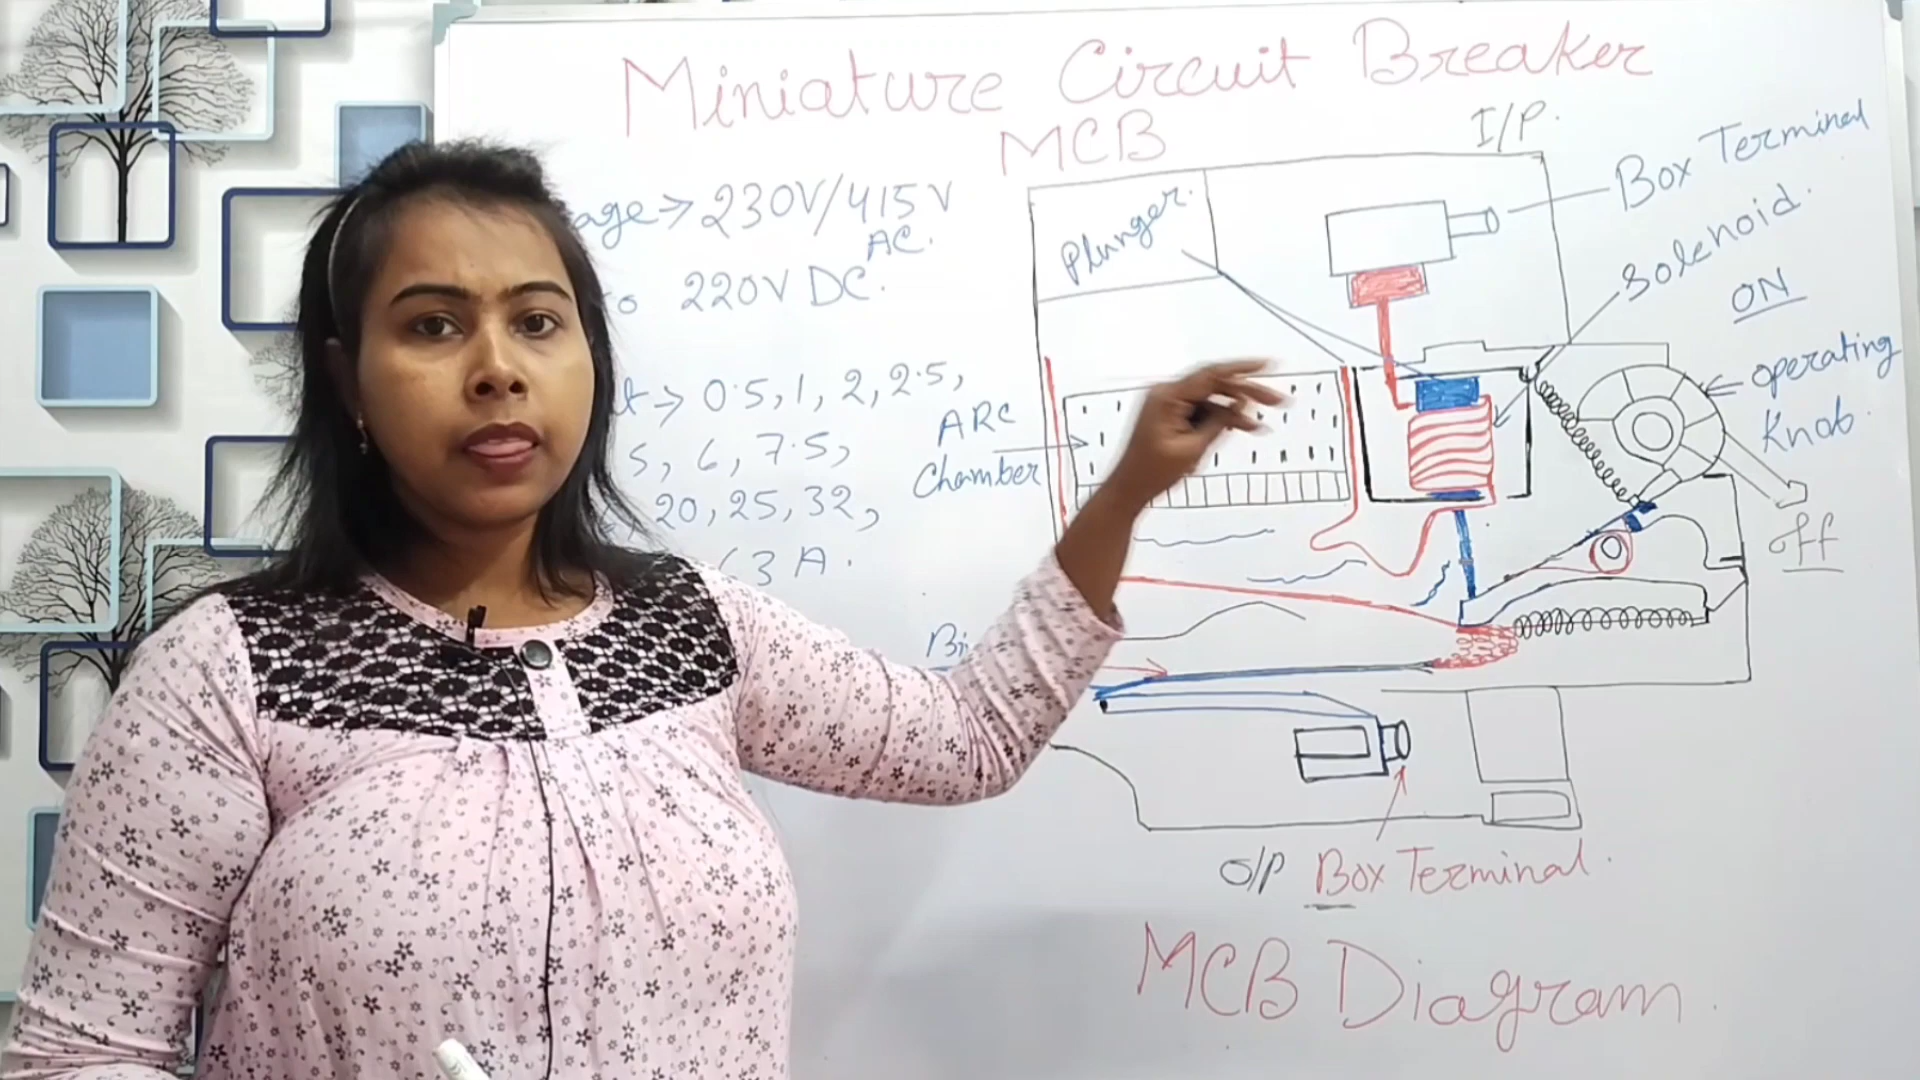 Miniature Circuit Breaker
MCB
230V/415V
AC.
220V DC.
0.5, 1, 2, 2.5,
5, 6, 7.5,
20, 25, 32,
63 A.
Plunger.
I/P.
Box Terminal
Solenoid.
ON
operating
Knob.
off
ARC
Chamber
O/P Box Terminal.
MCB Diagram.